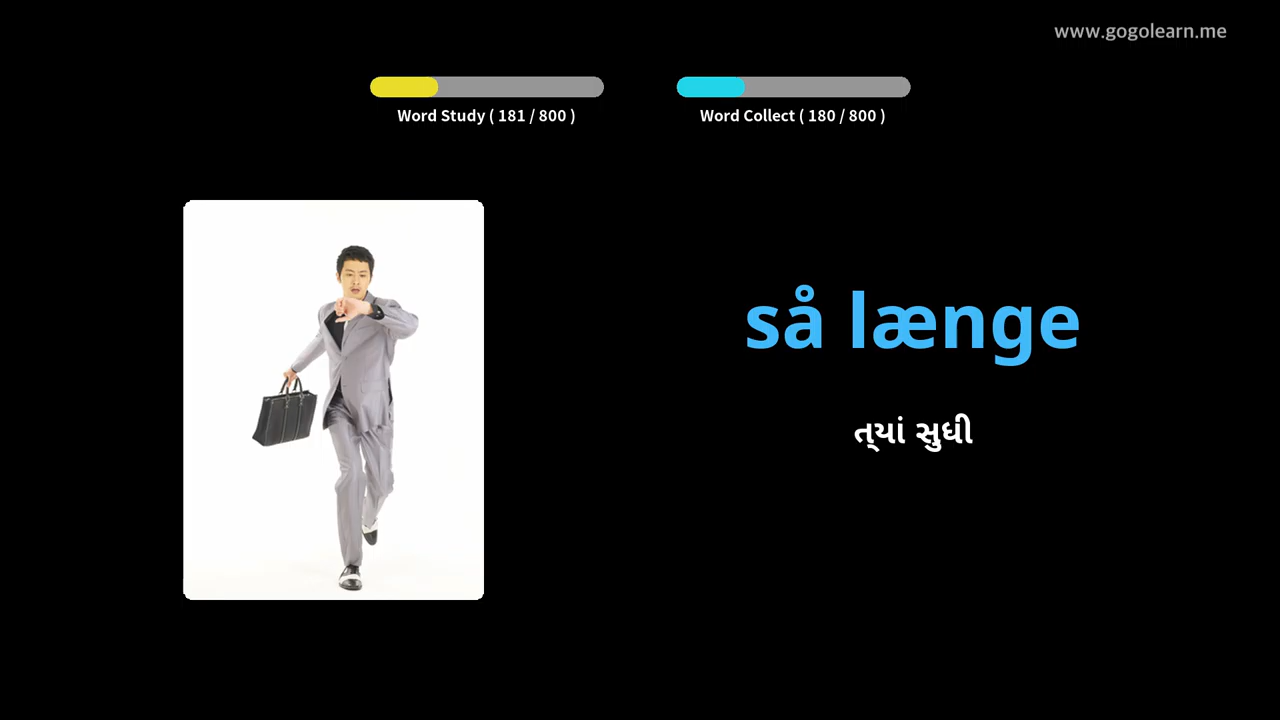 www.gogolearn.me
Word Study ( 181 / 800 )
Word Collect ( 180 / 800 )
så længe
ત્યાં સુધી